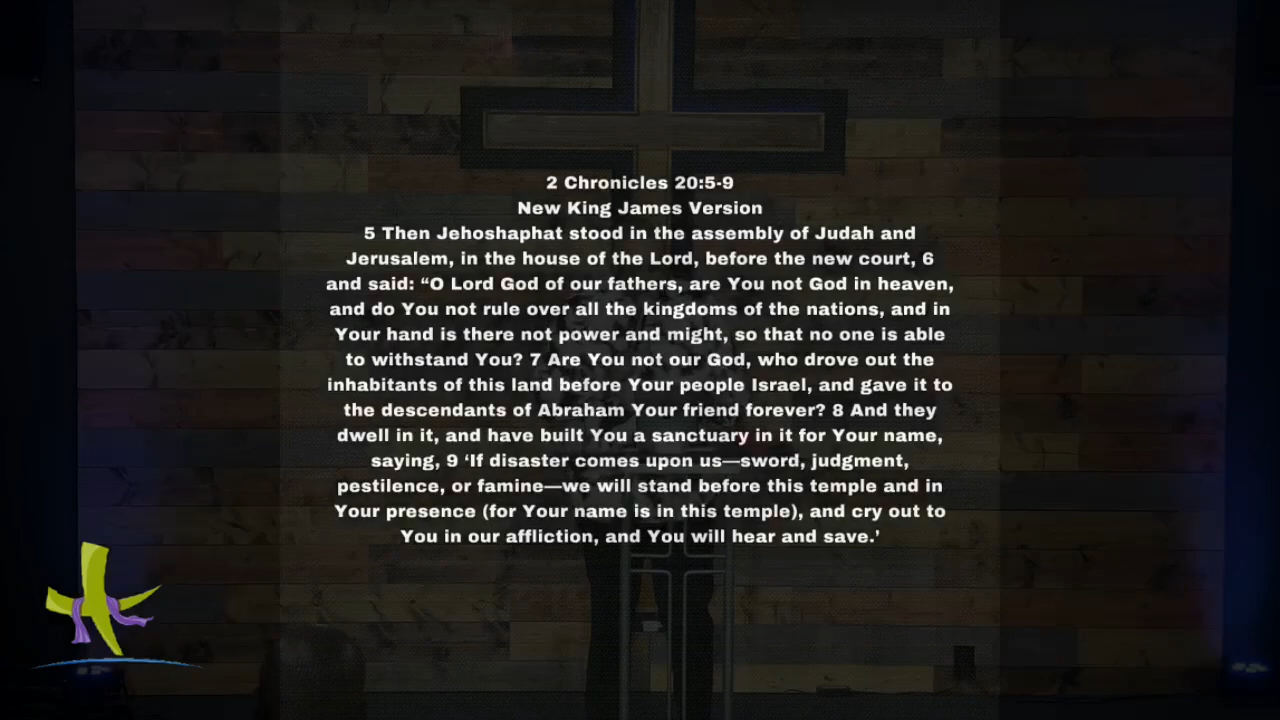 2 Chronicles 20:5-9
New King James Version
5 Then Jehoshaphat stood in the assembly of Judah and
Jerusalem, in the house of the Lord, before the new court, 6
and said: “O Lord God of our fathers, are You not God in heaven,
and do You not rule over all the kingdoms of the nations, and in
Your hand is there not power and might, so that no one is able
to withstand You? 7 Are You not our God, who drove out the
inhabitants of this land before Your people Israel, and gave it to
the descendants of Abraham Your friend forever? 8 And they
dwell in it, and have built You a sanctuary in it for Your name,
saying, 9 ‘If disaster comes upon us—sword, judgment,
pestilence, or famine—we will stand before this temple and in
Your presence (for Your name is in this temple), and cry out to
You in our affliction, and You will hear and save.’